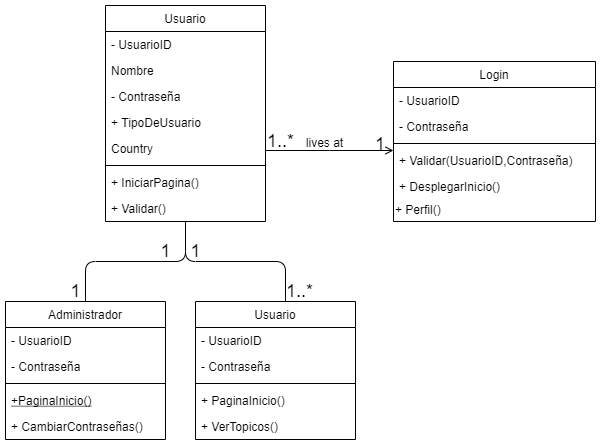 Usuario
- UsuarioID
Nombre
- Contraseña
+ TipoDeUsuario
Country
+ IniciarPagina()
+ Validar()
1..*
lives at
1
Login
- UsuarioID
- Contraseña
+ Validar(UsuarioID,Contraseña)
+ DesplegarInicio()
+ Perfil()
1
1
1
1..*
Administrador
- UsuarioID
- Contraseña
+PaginaInicio()
+ CambiarContraseñas()
Usuario
- UsuarioID
- Contraseña
+ PaginaInicio()
+ VerTopicos()